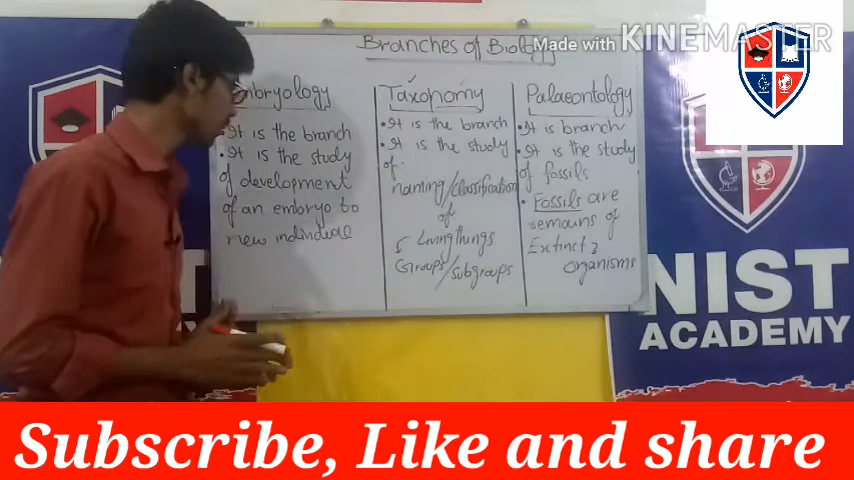 Branches of Biology
Made with KINEMASTER
Embryology
• It is the branch
• It is the study
of development
of an embryo to
new individual
Taxonomy
• It is the branch
• It is the study
of
naming/classification
of
Living things
Groups/subgroups
Palaeontology
• It is branch
• It is the study
of fossils
• Fossils are
remains of
Extinct
organisms
NIST
ACADEMY
NIST
Subscribe, Like and share